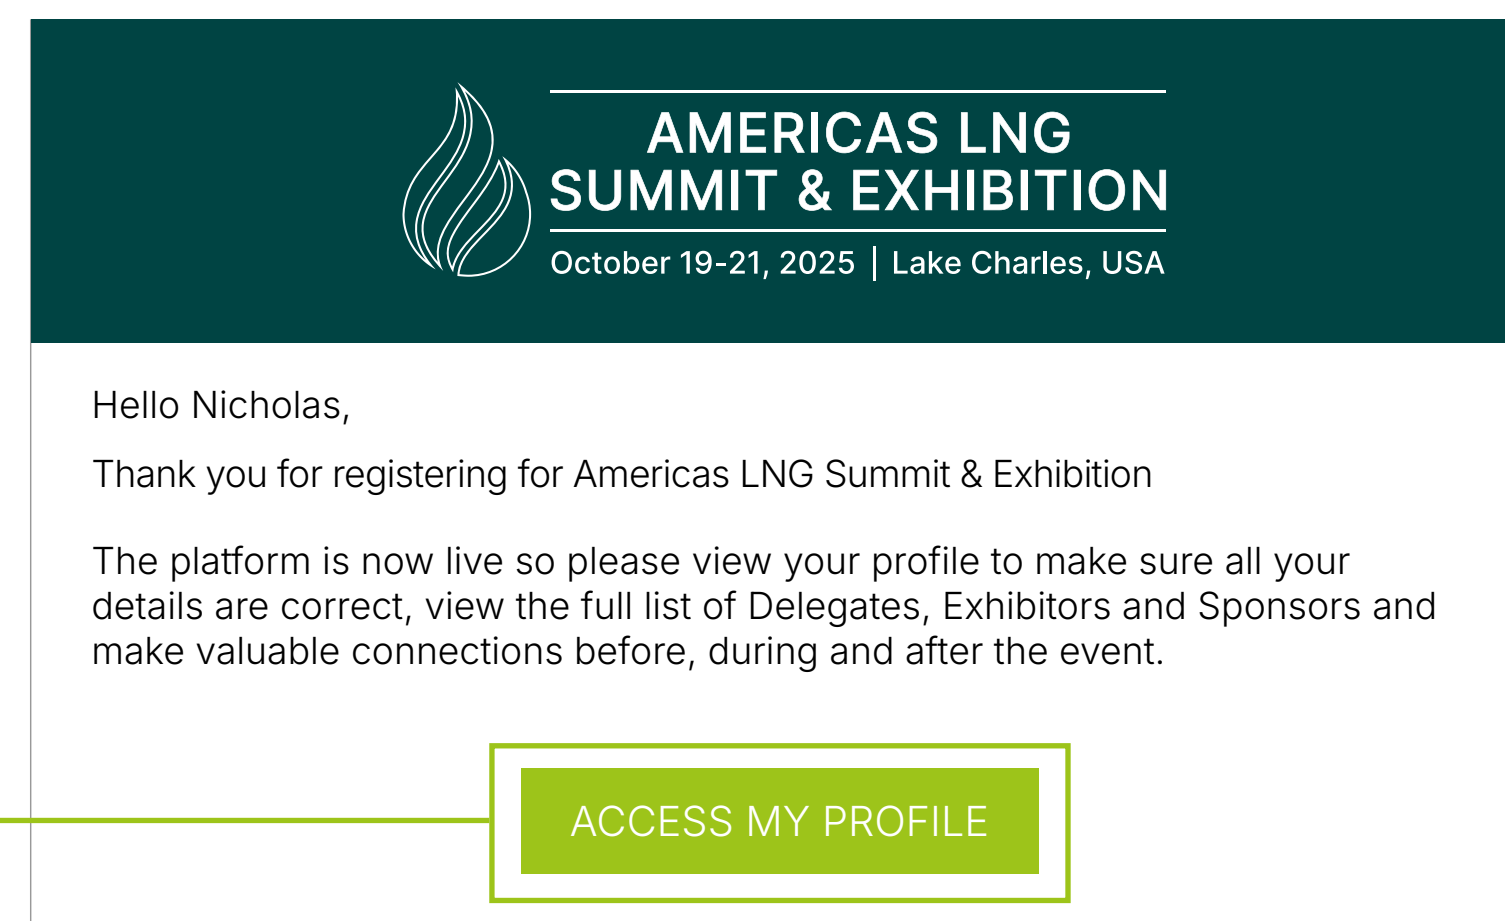 AMERICAS LNG
SUMMIT & EXHIBITION
October 19-21, 2025 | Lake Charles, USA
Hello Nicholas,
Thank you for registering for Americas LNG Summit & Exhibition
The platform is now live so please view your profile to make sure all your
details are correct, view the full list of Delegates, Exhibitors and Sponsors and
make valuable connections before, during and after the event.
ACCESS MY PROFILE